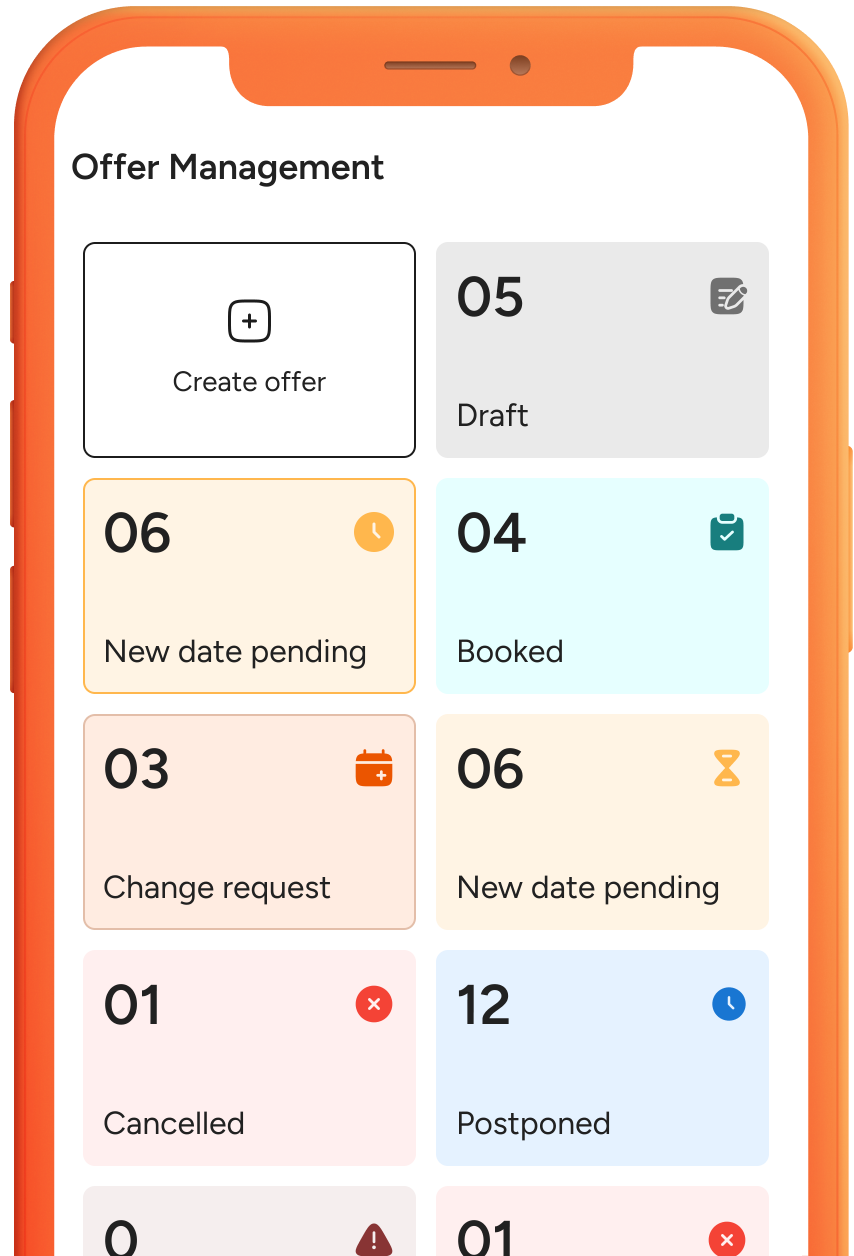 Offer Management
Create offer
05
Draft
06
New date pending
04
Booked
03
Change request
06
New date pending
01
Cancelled
12
Postponed
0
01